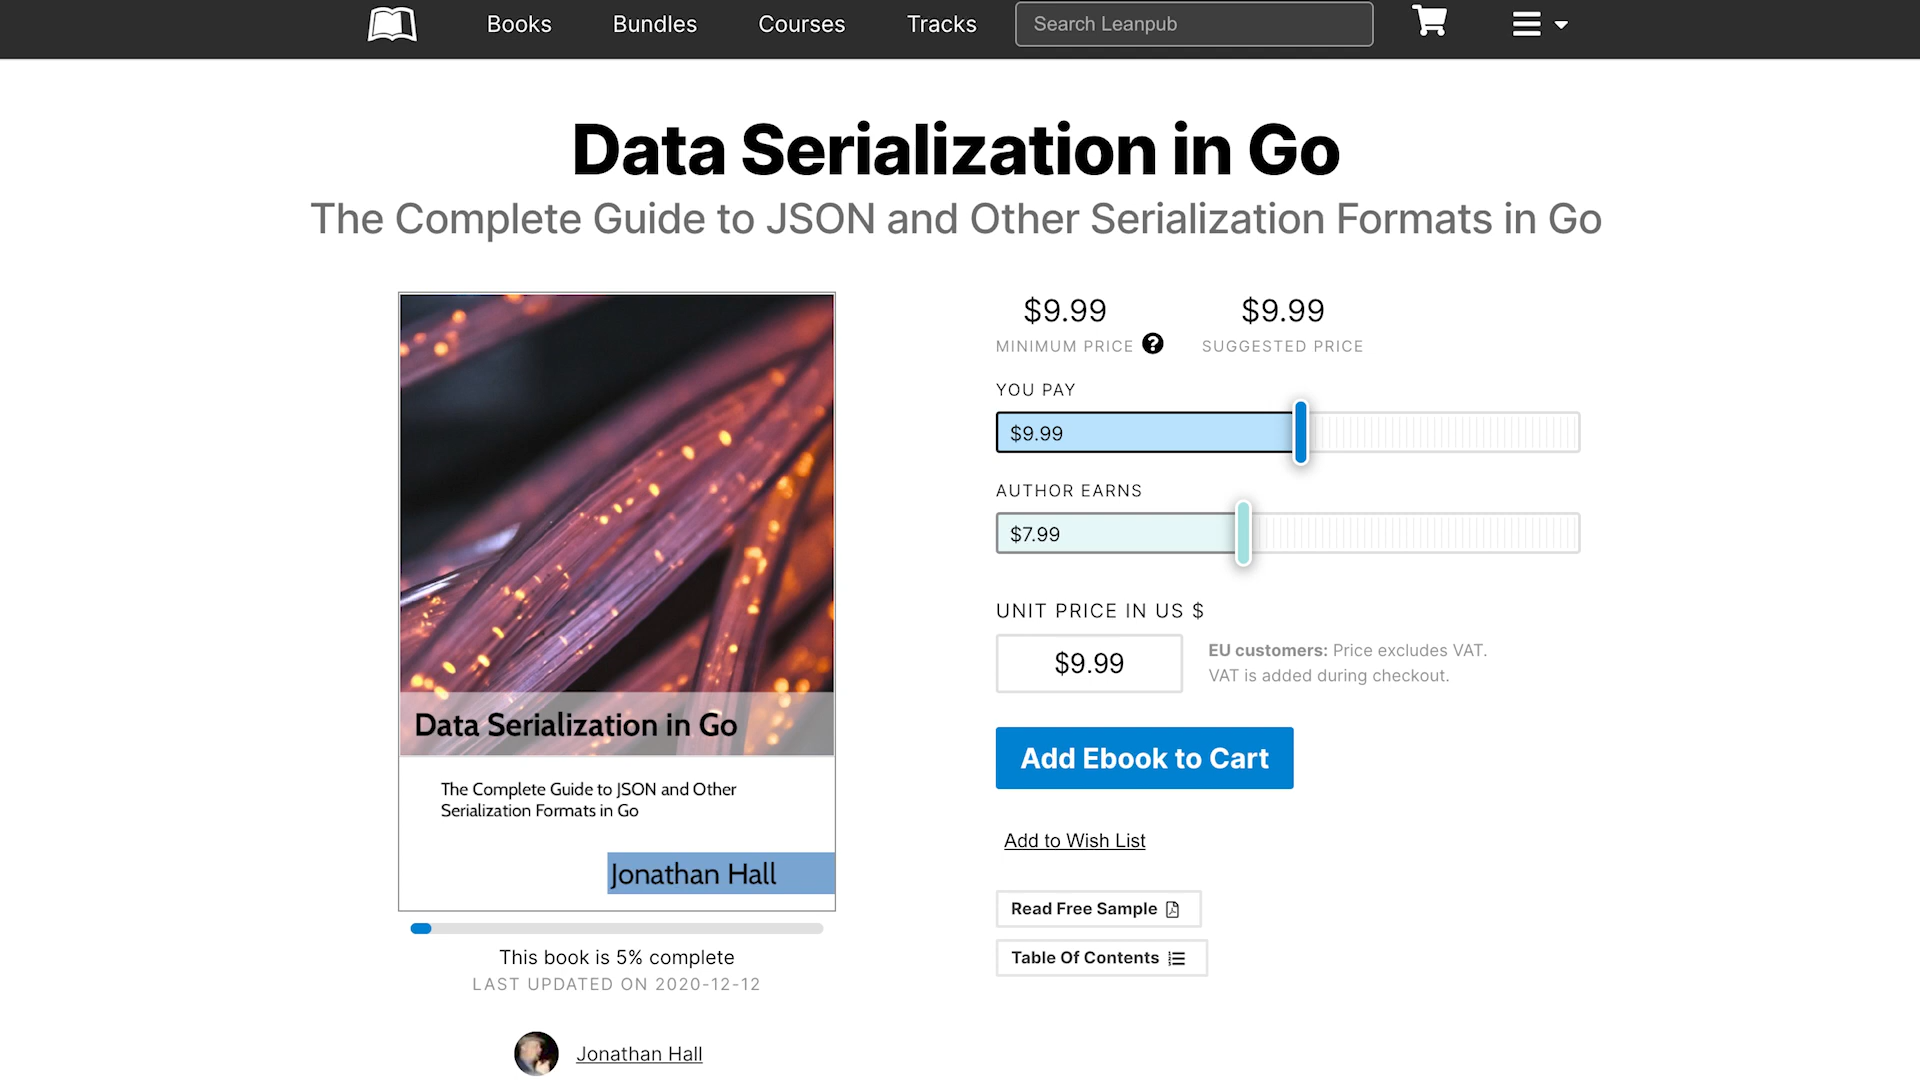 Books
Bundles
Courses
Tracks
Search Leanpub
Data Serialization in Go
The Complete Guide to JSON and Other Serialization Formats in Go
Data Serialization in Go
The Complete Guide to JSON and Other
Serialization Formats in Go
Jonathan Hall
This book is 5% complete
LAST UPDATED ON 2020-12-12
Jonathan Hall
$9.99
MINIMUM PRICE ?
$9.99
SUGGESTED PRICE
YOU PAY
$9.99
AUTHOR EARNS
$7.99
UNIT PRICE IN US $
$9.99
EU customers: Price excludes VAT.
VAT is added during checkout.
Add Ebook to Cart
Add to Wish List
Read Free Sample
Table Of Contents